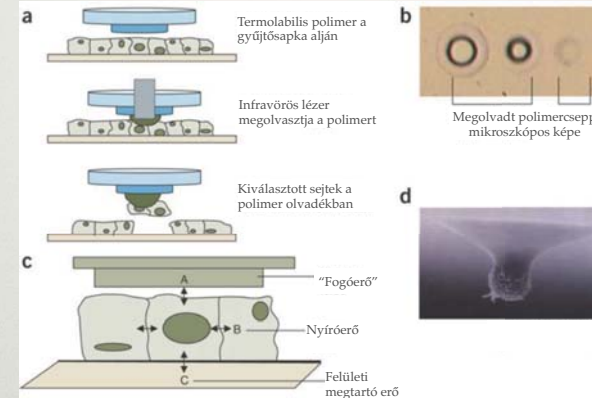 a
Termolabilis polimer a
gyűjtősapka alján
Infravörös lézer
megolvasztja a polimert
Kiválasztott sejtek a
polimer olvadékban
b
Megolvadt polimercsepp
mikroszkópos képe
c
A
"Fogóerő"
B
Nyíróerő
C
Felületi
megtartó erő
d